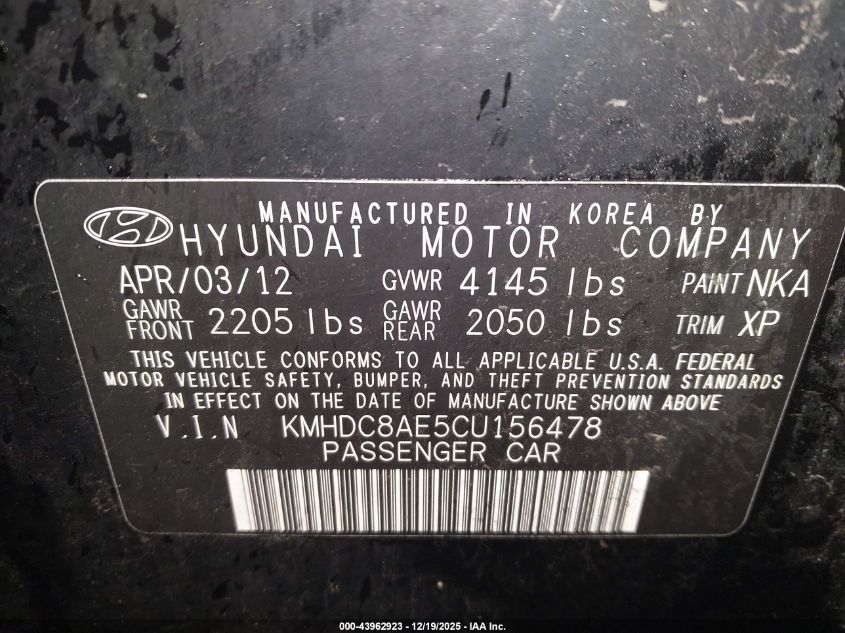 MANUFACTURED IN KOREA BY
HYUNDAI MOTOR COMPANY
APR/03/12 GVWR 4145 lbs PAINT NKA
GAWR FRONT 2205 lbs GAWR REAR 2050 lbs TRIM XP
THIS VEHICLE CONFORMS TO ALL APPLICABLE U.S.A. FEDERAL
MOTOR VEHICLE SAFETY, BUMPER, AND THEFT PREVENTION STANDARDS
IN EFFECT ON THE DATE OF MANUFACTURE SHOWN ABOVE
V.I.N KMHDC8AE5CU156478
PASSENGER CAR
000-43962923 - 12/19/2025 - IAA Inc.